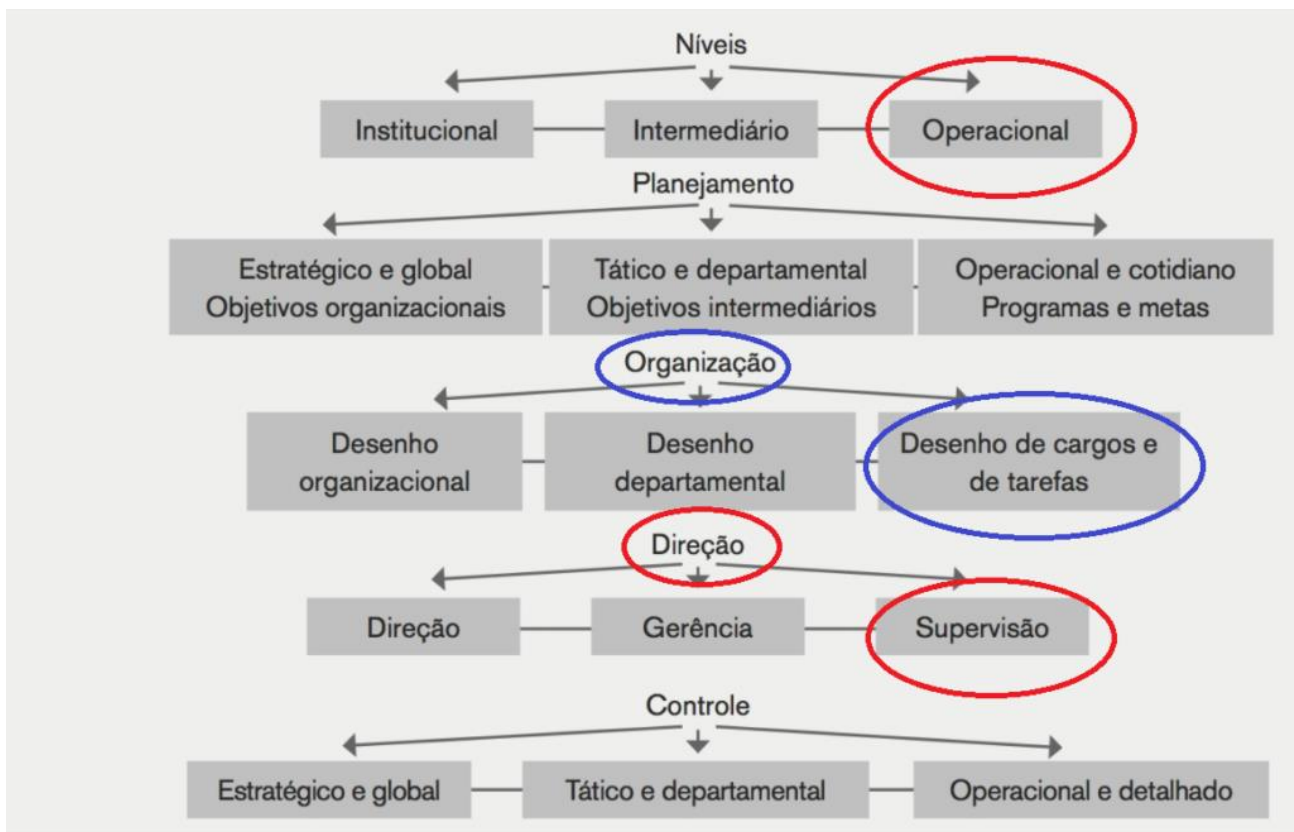 Níveis
Institucional
Intermediário
Operacional
Planejamento
Estratégico e global
Objetivos organizacionais
Tático e departamental
Objetivos intermediários
Operacional e cotidiano
Programas e metas
Organização
Desenho
organizacional
Desenho
departamental
Desenho de cargos e
de tarefas
Direção
Direção
Gerência
Supervisão
Controle
Estratégico e global
Tático e departamental
Operacional e detalhado